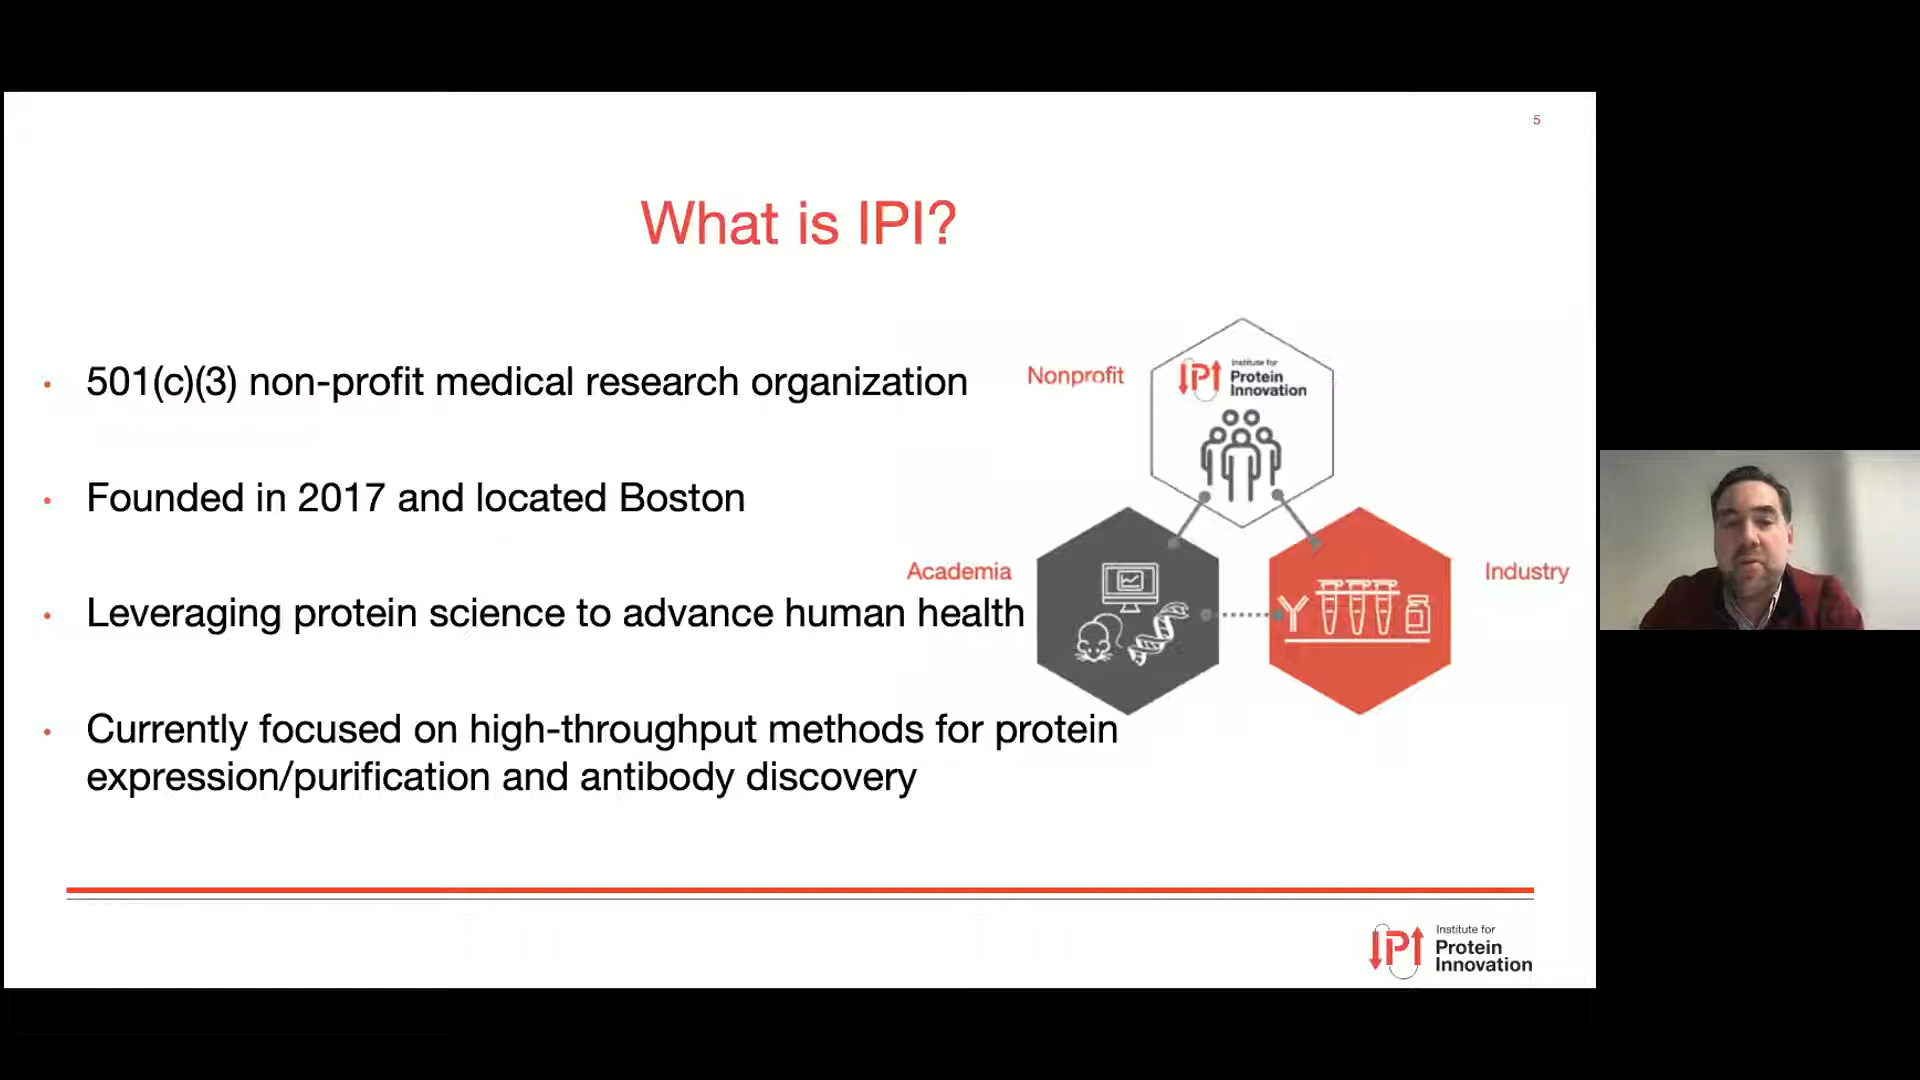 5
What is IPI?
• 501(c)(3) non-profit medical research organization
• Founded in 2017 and located Boston
• Leveraging protein science to advance human health
• Currently focused on high-throughput methods for protein
expression/purification and antibody discovery
Nonprofit
IPI
Institute for
Protein
Innovation
Academia
Industry
IPI
Institute for
Protein
Innovation